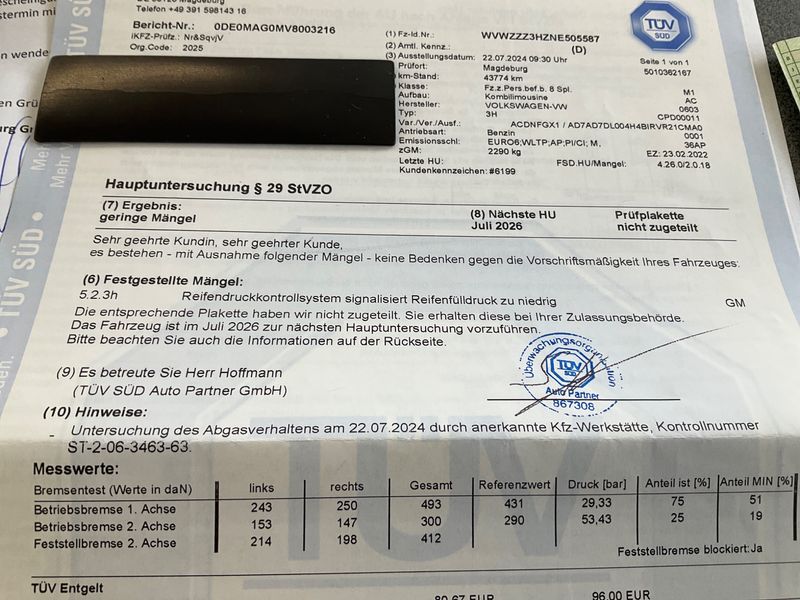 Telefon +49 391 598143 16
Bericht-Nr.: 0DE0MAG0MV8003216
iKFZ-Prüfz.: Nr&SqvjV
Org.Code: 2025
(1) Fz-Id.Nr.: WVWZZZ3HZNE505587
(2) Amtl. Kennz.: (D)
(3) Ausstellungsdatum: 22.07.2024 09:30 Uhr
Prüfort: Magdeburg
km-Stand: 43774 km
Klasse: Fz.z.Pers.bef.b. 8 Spl. M1
Aufbau: Kombilimousine AC
Hersteller: VOLKSWAGEN-VW 0603
Typ: 3H CPD00011
Var./Ver./Ausf.: ACDNFGX1 / AD7AD7DL004H4BIRVR21CMA0
Antriebsart: Benzin 0001
Emissionsschl: EURO6;WLTP;AP;PI/CI; M, 36AP
zGM: 2290 kg EZ: 23.02.2022
Letzte HU: FSD.HU/Mangel: 4.26.0/2.0.18
Kundenkennzeichen: #6199
TÜV
SÜD
Seite 1 von 1
5010362167
Hauptuntersuchung § 29 StVZO
(7) Ergebnis: (8) Nächste HU Prüfplakette
geringe Mängel Juli 2026 nicht zugeteilt
Sehr geehrte Kundin, sehr geehrter Kunde,
es bestehen - mit Ausnahme folgender Mängel - keine Bedenken gegen die Vorschriftsmäßigkeit Ihres Fahrzeuges:
(6) Festgestellte Mängel:
5.2.3h Reifendruckkontrollsystem signalisiert Reifenfülldruck zu niedrig GM
Die entsprechende Plakette haben wir nicht zugeteilt. Sie erhalten diese bei Ihrer Zulassungsbehörde.
Das Fahrzeug ist im Juli 2026 zur nächsten Hauptuntersuchung vorzuführen.
Bitte beachten Sie auch die Informationen auf der Rückseite.
(9) Es betreute Sie Herr Hoffmann
(TÜV SÜD Auto Partner GmbH)
Überwachungsorganisation
TÜV
SÜD
Auto Partner
867308
(10) Hinweise:
- Untersuchung des Abgasverhaltens am 22.07.2024 durch anerkannte Kfz-Werkstätte, Kontrollnummer
ST-2-06-3463-63.
Messwerte:
Bremsentest (Werte in daN) links rechts Gesamt Referenzwert Druck [bar] Anteil ist [%] Anteil MIN [%]
Betriebsbremse 1. Achse 243 250 493 431 29,33 75 51
Betriebsbremse 2. Achse 153 147 300 290 53,43 25 19
Feststellbremse 2. Achse 214 198 412
Feststellbremse blockiert:Ja
TÜV Entgelt
80,67 EUR 96,00 EUR
TÜV SÜD • TÜV SÜD •